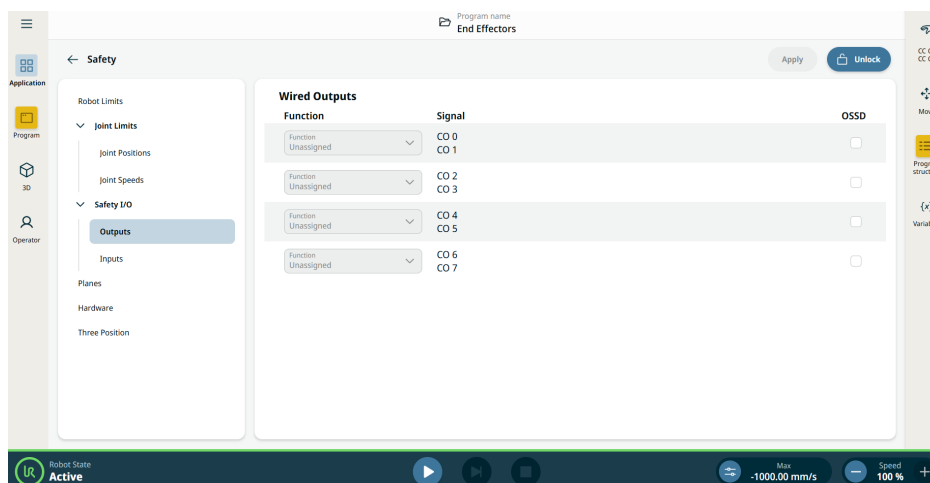 Program name
End Effectors
Application
Program
3D
Operator
Safety
Apply
Unlock
Robot Limits
Joint Limits
Joint Positions
Joint Speeds
Safety I/O
Outputs
Inputs
Planes
Hardware
Three Position
Wired Outputs
Function Signal OSSD
Function
Unassigned
CO 0
CO 1
Function
Unassigned
CO 2
CO 3
Function
Unassigned
CO 4
CO 5
Function
Unassigned
CO 6
CO 7
{x}
UR
Robot State
Active
Max
-1000.00 mm/s
Speed
100 %